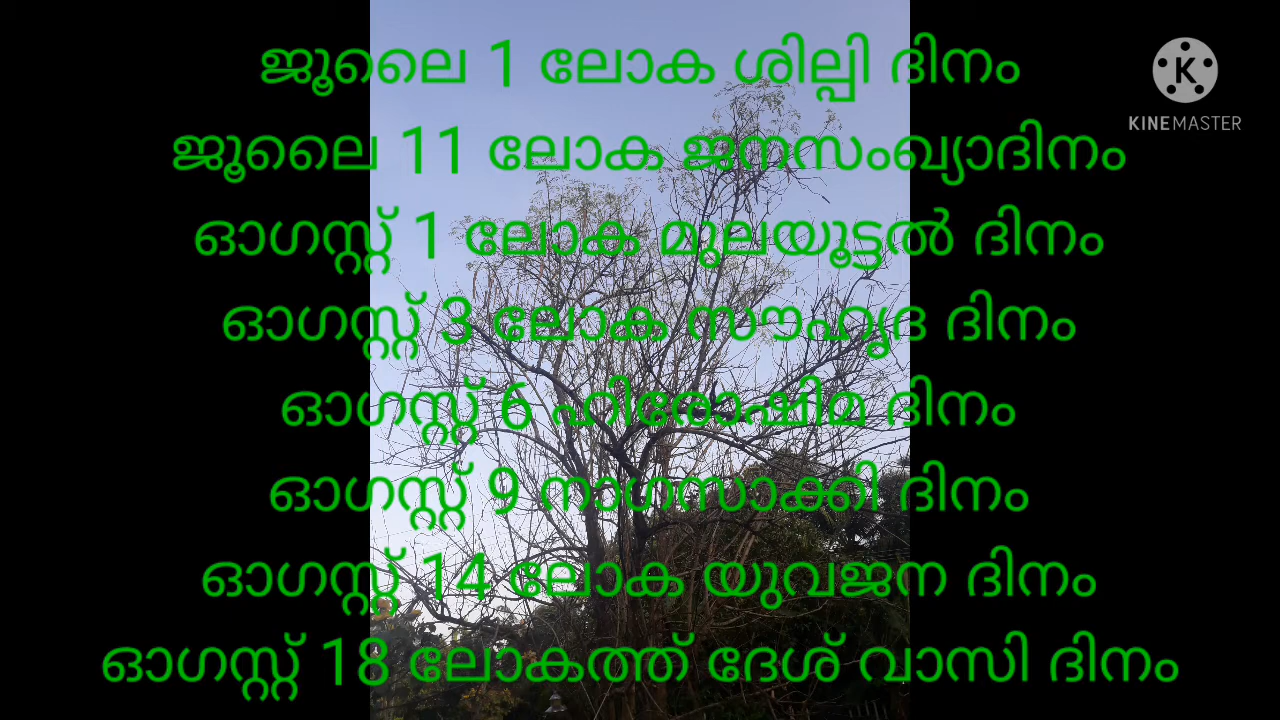 ജൂലൈ 1 ലോക ശില്പി ദിനം
KINEMASTER
ജൂലൈ 11 ലോക ജനസംഖ്യാദിനം
ഓഗസ്റ്റ് 1 ലോക മുലയൂട്ടൽ ദിനം
ഓഗസ്റ്റ് 3 ലോക സൗഹൃദ ദിനം
ഓഗസ്റ്റ് 6 ഹിരോഷിമ ദിനം
ഓഗസ്റ്റ് 9 നാഗസാക്കി ദിനം
ഓഗസ്റ്റ് 14 ലോക യുവജന ദിനം
ഓഗസ്റ്റ് 18 ലോകത്ത് ദേശ് വാസി ദിനം